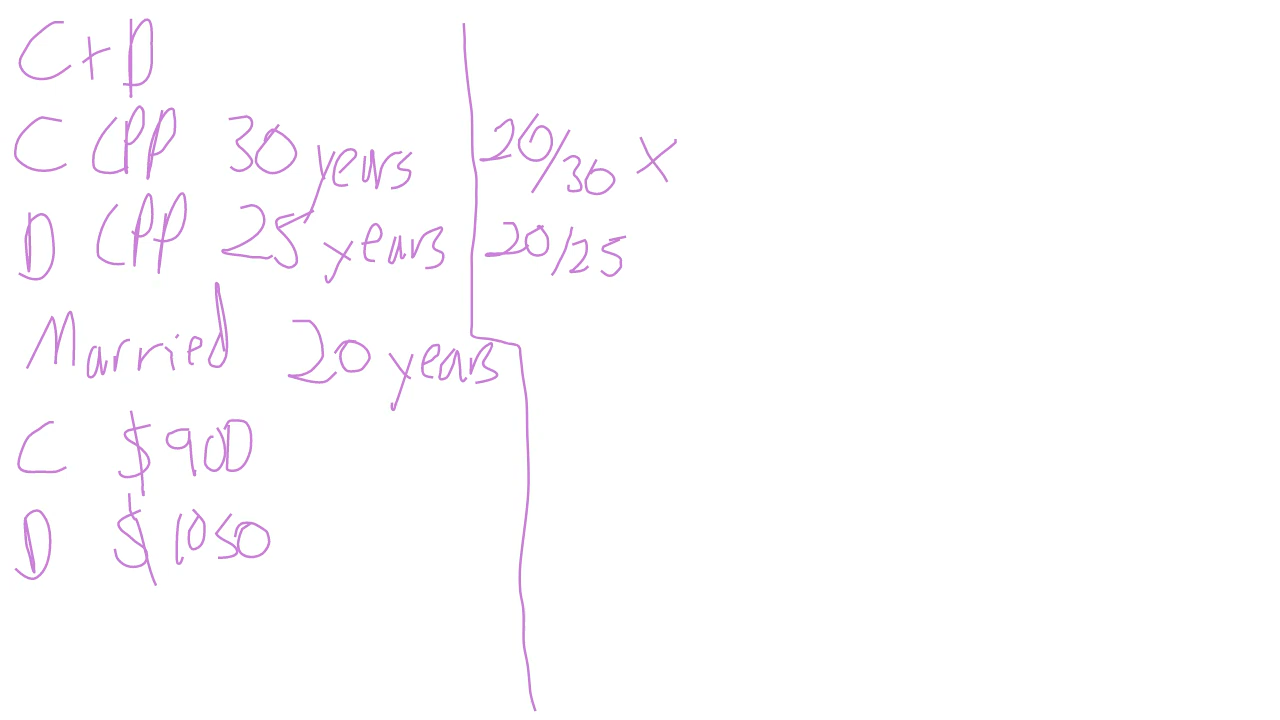 C + D
C CPP 30 years
D CPP 25 years
Married 20 years
C $900
D $1050
20/30 X
20/25